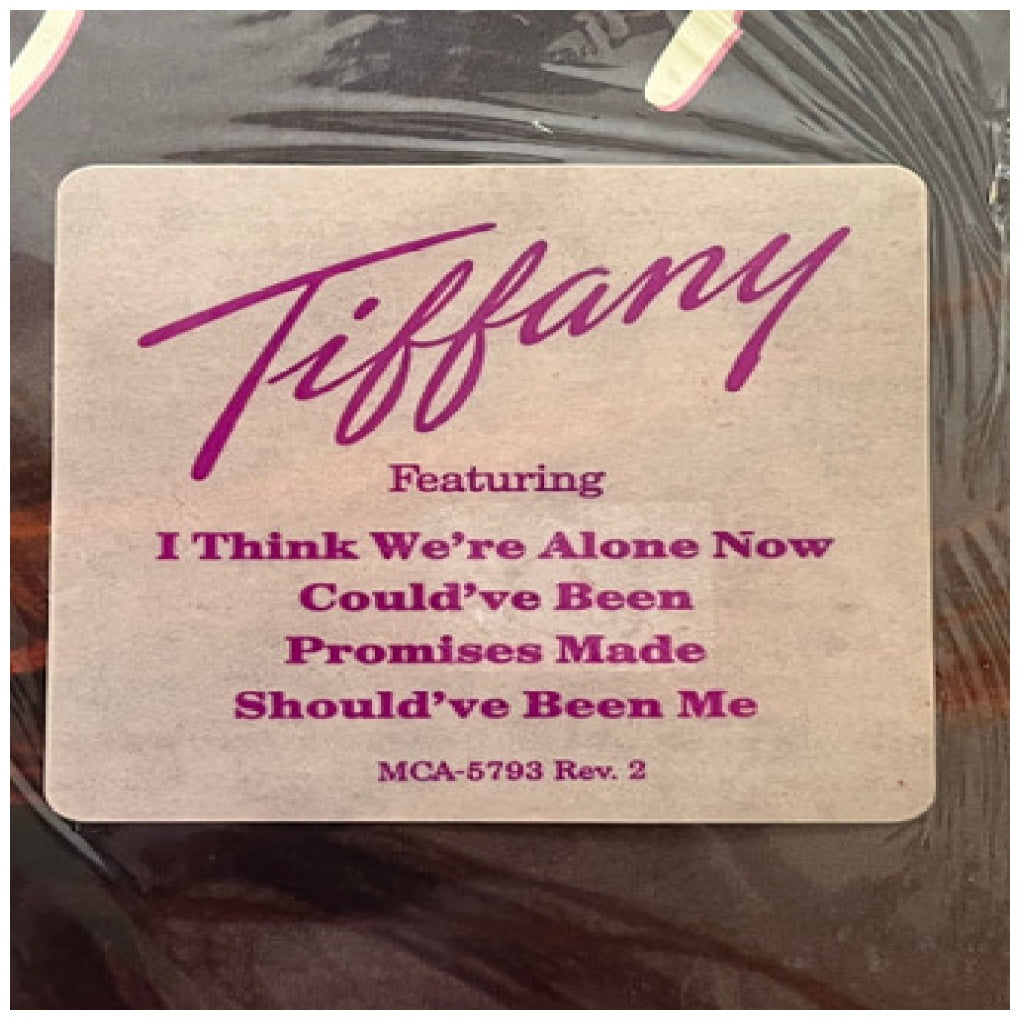 Tiffany
Featuring
I Think We're Alone Now
Could've Been
Promises Made
Should've Been Me
MCA-5793 Rev. 2